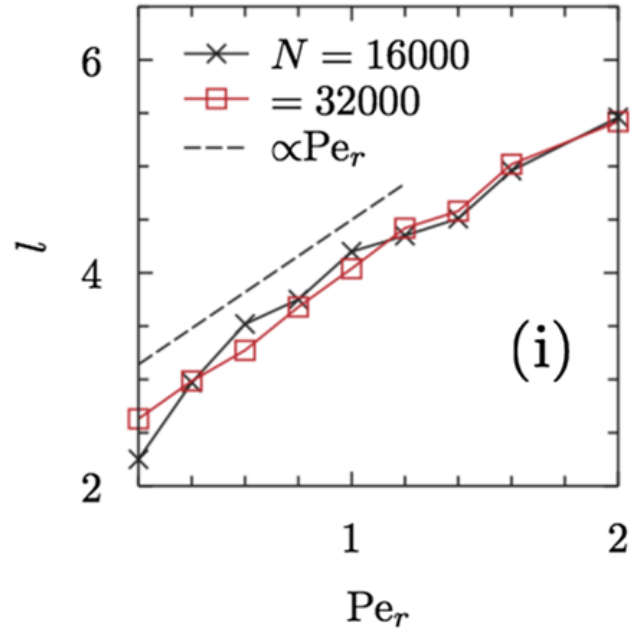 N = 16000
= 32000
∝Pe_r
6
4
2
l
(i)
1
2
Pe_r